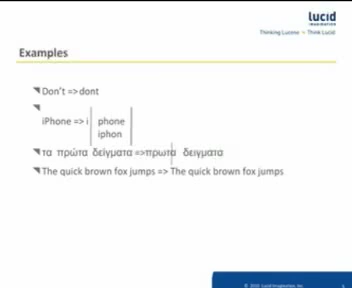 lucid
imagination
Thinking Lucene • Think Lucid
Examples
Don't => dont
iPhone => i phone
iphon
τα πρώτα δείγματα =>πρωτα δειγματα
The quick brown fox jumps => The quick brown fox jumps
© 2010 Lucid Imagination, Inc.